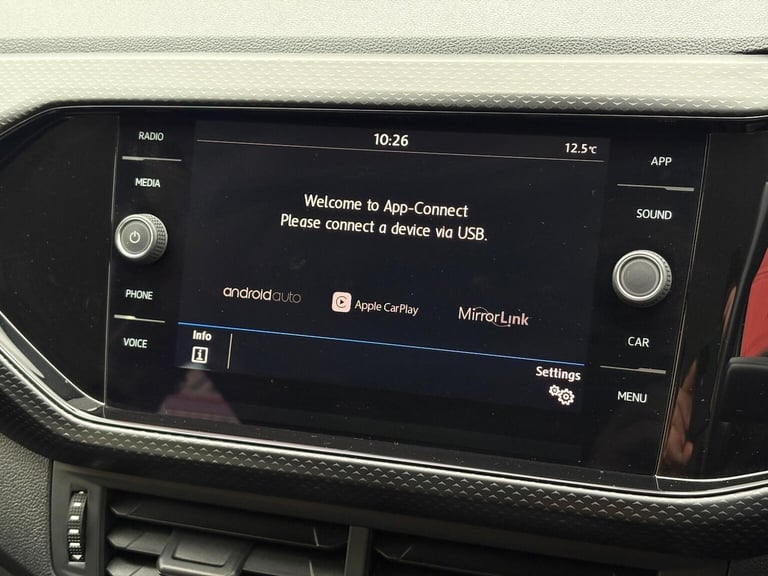 RADIO
MEDIA
PHONE
VOICE
10:26
12.5°C
Welcome to App-Connect
Please connect a device via USB.
androidauto
Apple CarPlay
MirrorLink
Info
Settings
APP
SOUND
CAR
MENU